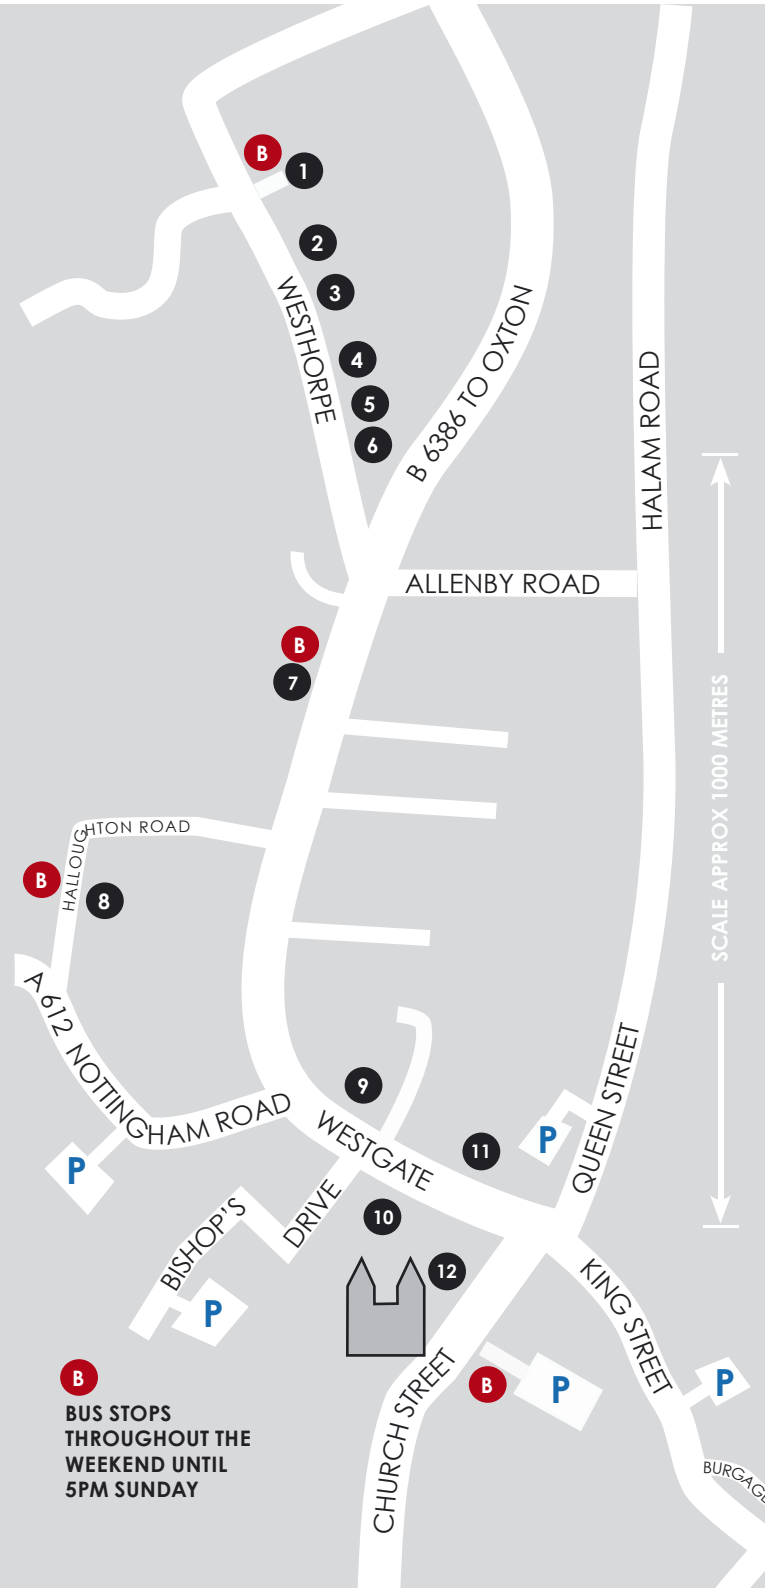 B
1
2
WESTHORPE
3
B 6386 TO OXTON
4
HALAM ROAD
5
6
ALLENBY ROAD
B
7
SCALE APPROX 1000 METRES
HALLOUGHTON ROAD
B
8
A 612 NOTTINGHAM ROAD
9
WESTGATE
QUEEN STREET
P
11
P
BISHOP'S DRIVE
10
12
P
KING STREET
CHURCH STREET
B
P
P
B
BUS STOPS
THROUGHOUT THE
WEEKEND UNTIL
5PM SUNDAY
BURGAGE